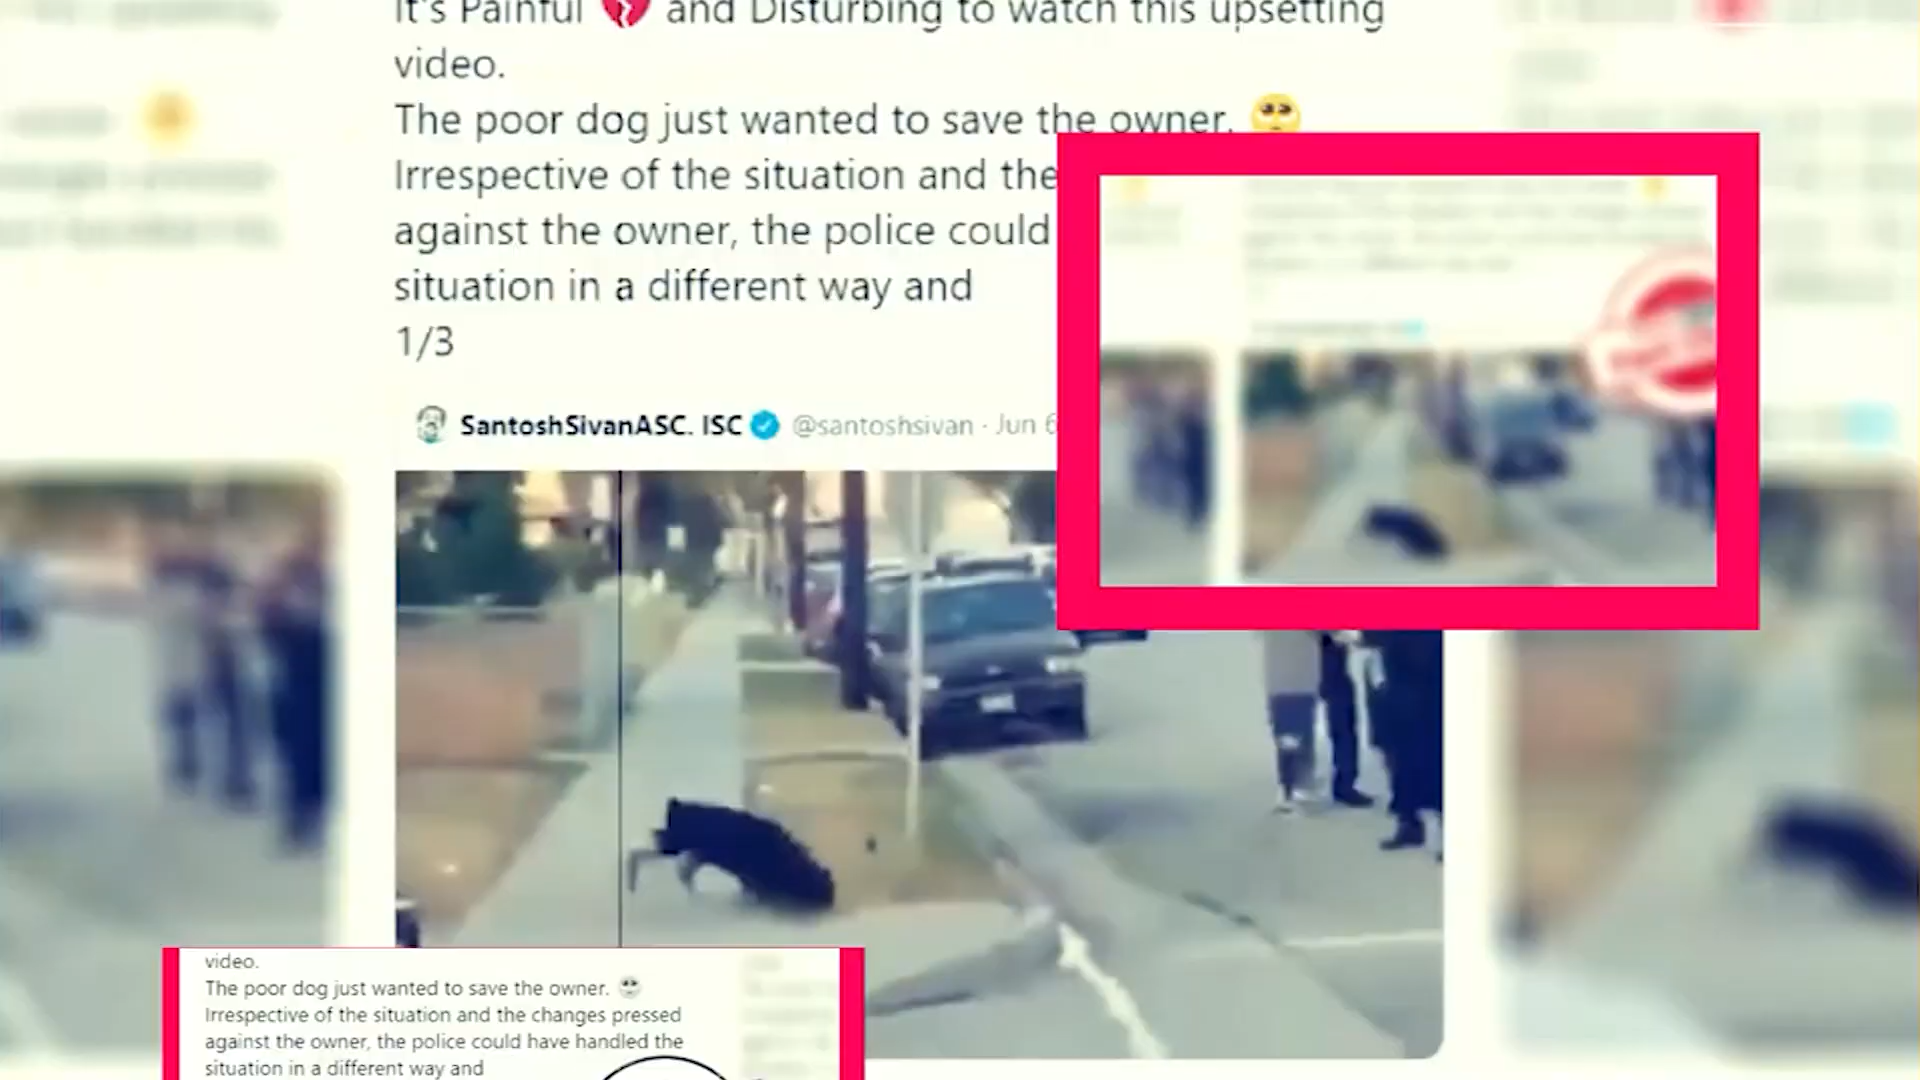 It's Painful 💔 and Disturbing to watch this upsetting
video.
The poor dog just wanted to save the owner. 🥺
Irrespective of the situation and the
against the owner, the police could
situation in a different way and
1/3
SantoshSivanASC. ISC @santoshsivan · Jun 6
video.
The poor dog just wanted to save the owner. 🥺
Irrespective of the situation and the changes pressed
against the owner, the police could have handled the
situation in a different way and